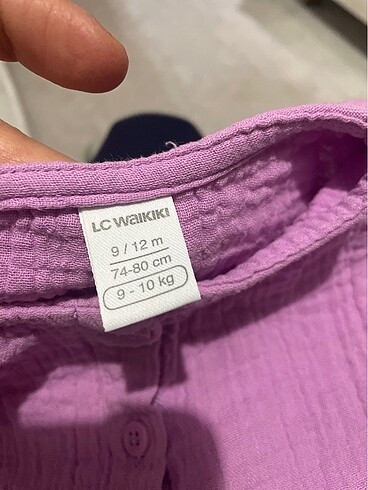 LC WAIKIKI
9 / 12 m
74-80 cm
9 - 10 kg